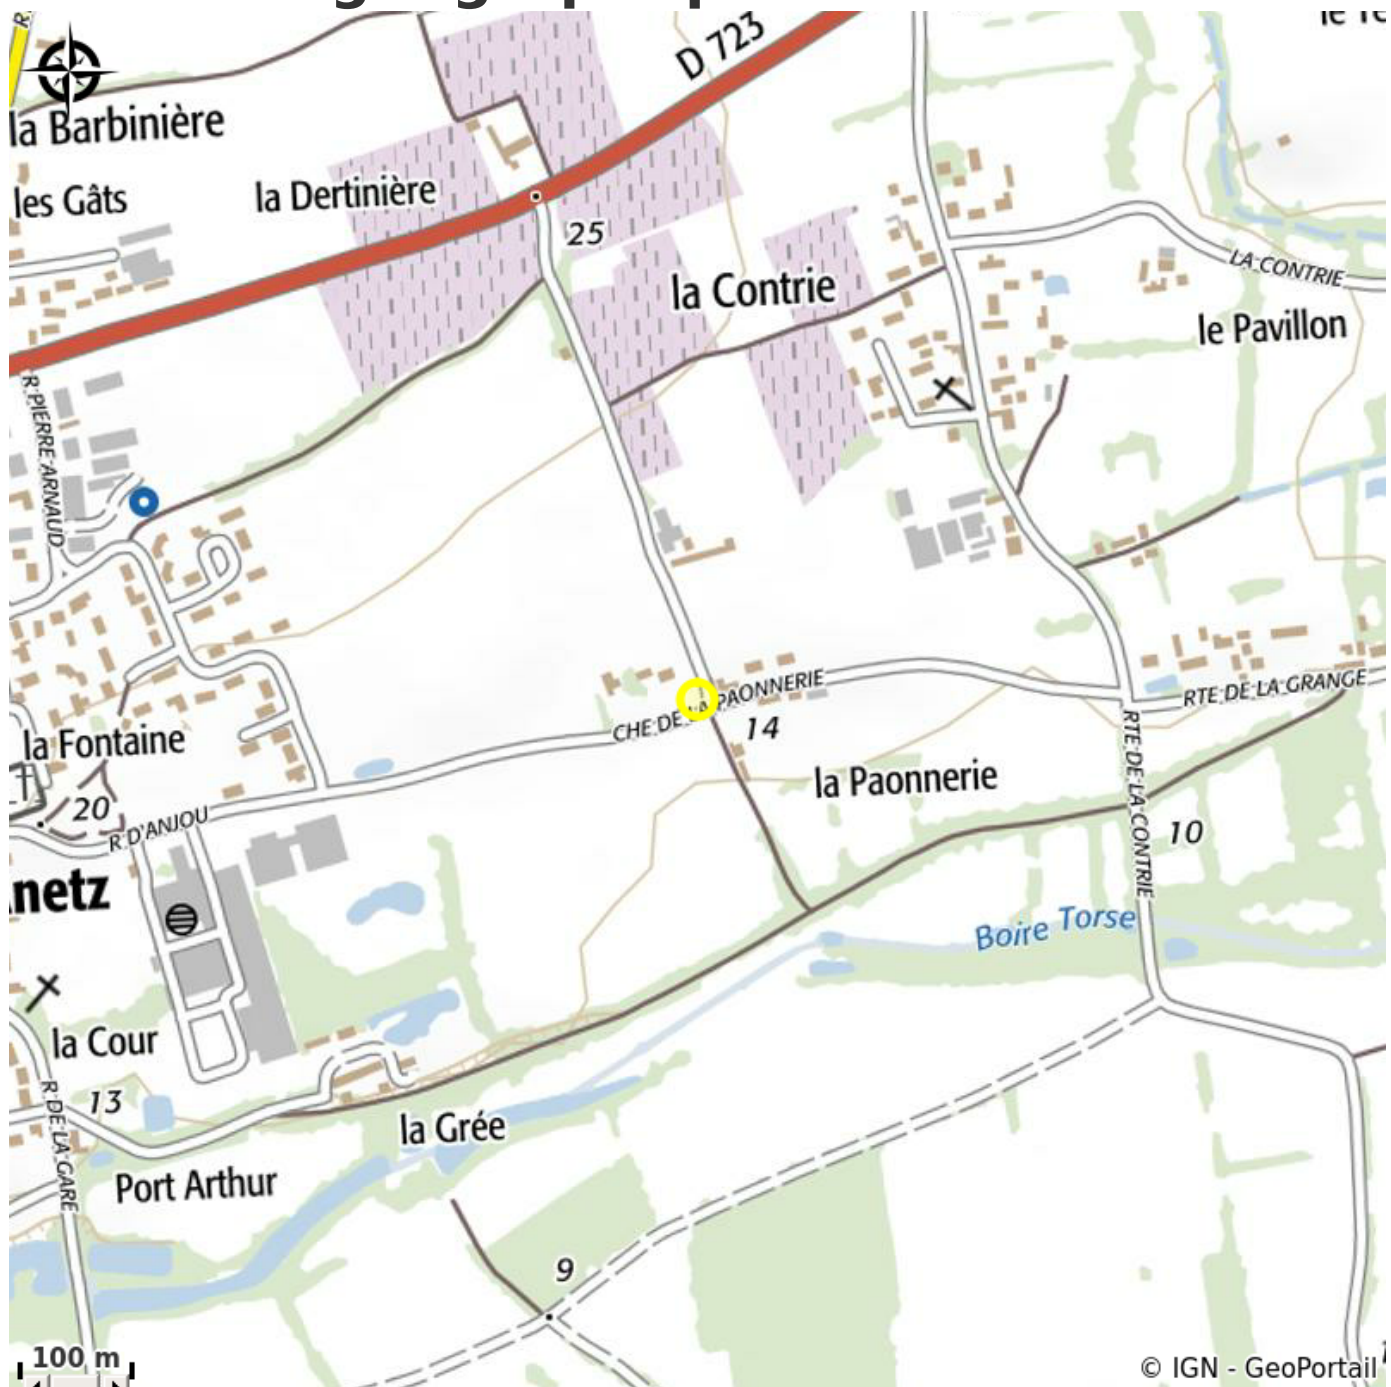 D 723
la Barbinière
les Gâts
la Dertinière
25
la Contrie
LA CONTRIE
le Pavillon
R PIERRE ARNAUD
CHE DE LA PAONNERIE
14
RTE DE LA GRANGE
la Fontaine
la Paonnerie
20
R D'ANJOU
RTE DE LA CONTRIE
10
netz
Boire Torse
la Cour
13
R DE LA GARE
la Grée
Port Arthur
9
100 m
© IGN - GeoPortail